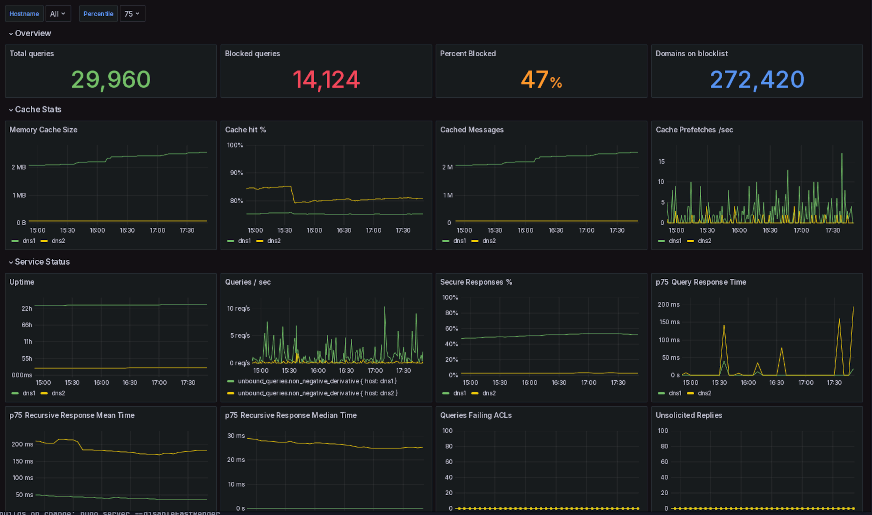 Hostname All Percentile 75
Overview
Total queries Blocked queries Percent Blocked Domains on blocklist
29,960 14,124 47% 272,420
Cache Stats
Memory Cache Size Cache hit % Cached Messages Cache Prefetches /sec
2 MB
1 MB
0 B
15:00 15:30 16:00 16:30 17:00 17:30
dns1 dns2
100%
90%
80%
15:00 15:30 16:00 16:30 17:00 17:30
dns1 dns2
2 M
1 M
0
15:00 15:30 16:00 16:30 17:00 17:30
dns1 dns2
15
10
5
0
15:00 15:30 16:00 16:30 17:00 17:30
dns1 dns2
Service Status
Uptime Queries / sec Secure Responses % p75 Query Response Time
22h
66h
11h
55h
000ms
15:00 15:30 16:00 16:30 17:00 17:30
dns1 dns2
10 req/s
5 req/s
0 req/s
15:00 15:30 16:00 16:30 17:00 17:30
unbound_queries.non_negative_derivative { host: dns1 }
unbound_queries.non_negative_derivative { host: dns2 }
100%
80%
60%
40%
20%
0%
15:00 15:30 16:00 16:30 17:00 17:30
dns1 dns2
200 ms
150 ms
100 ms
50 ms
0 s
15:00 15:30 16:00 16:30 17:00 17:30
dns1 dns2
p75 Recursive Response Mean Time p75 Recursive Response Median Time Queries Failing ACLs Unsolicited Replies
200 ms
150 ms
100 ms
50 ms
30 ms
20 ms
10 ms
0 s
100
80
60
40
20
0
100
80
60
40
20
0